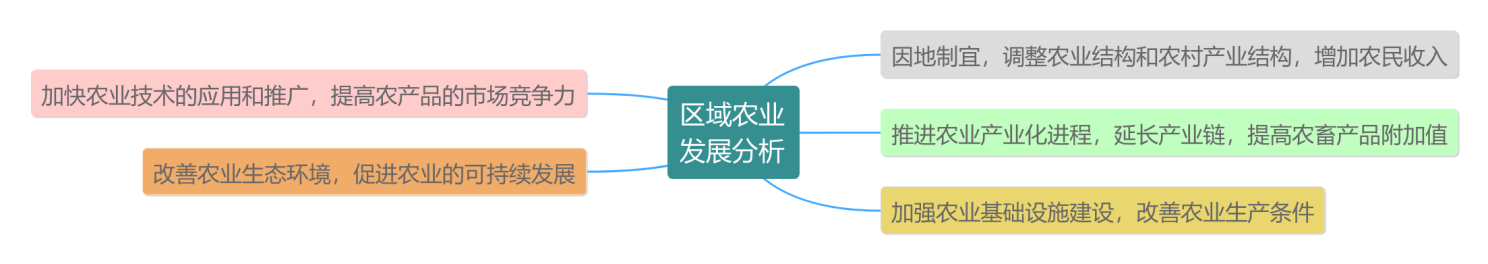 区域农业
发展分析
因地制宜，调整农业结构和农村产业结构，增加农民收入
推进农业产业化进程，延长产业链，提高农畜产品附加值
加强农业基础设施建设，改善农业生产条件
加快农业技术的应用和推广，提高农产品的市场竞争力
改善农业生态环境，促进农业的可持续发展